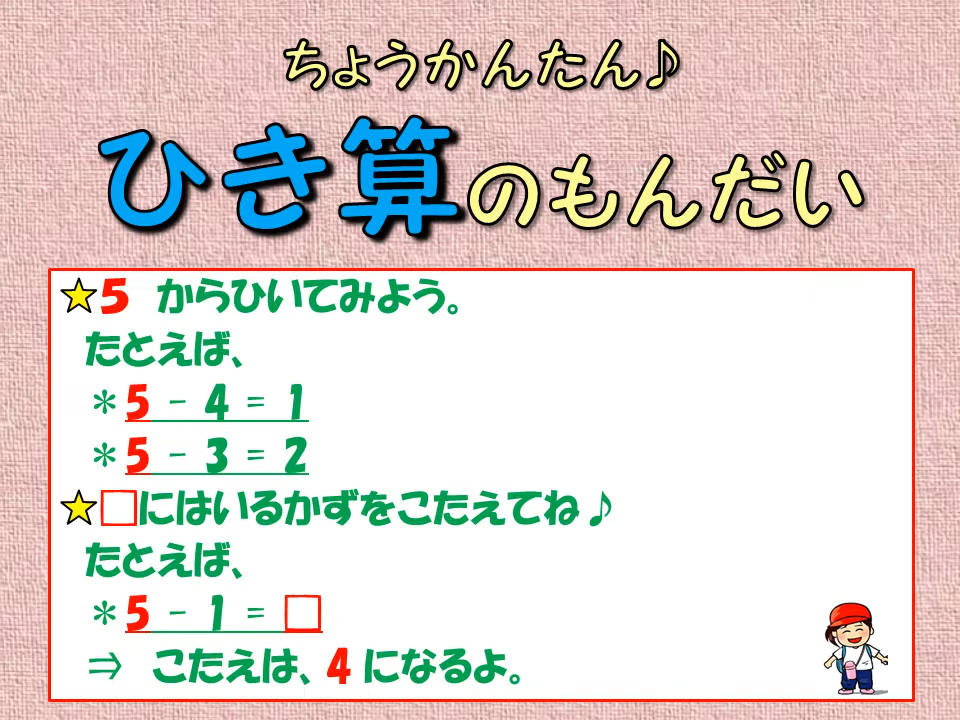 ちょうかんたん♪
ひき算のもんだい
☆5 からひいてみよう。
たとえば、
＊5 - 4 = 1
＊5 - 3 = 2
☆□にはいるかずをこたえてね♪
たとえば、
＊5 - 1 = □
⇒ こたえは、4になるよ。